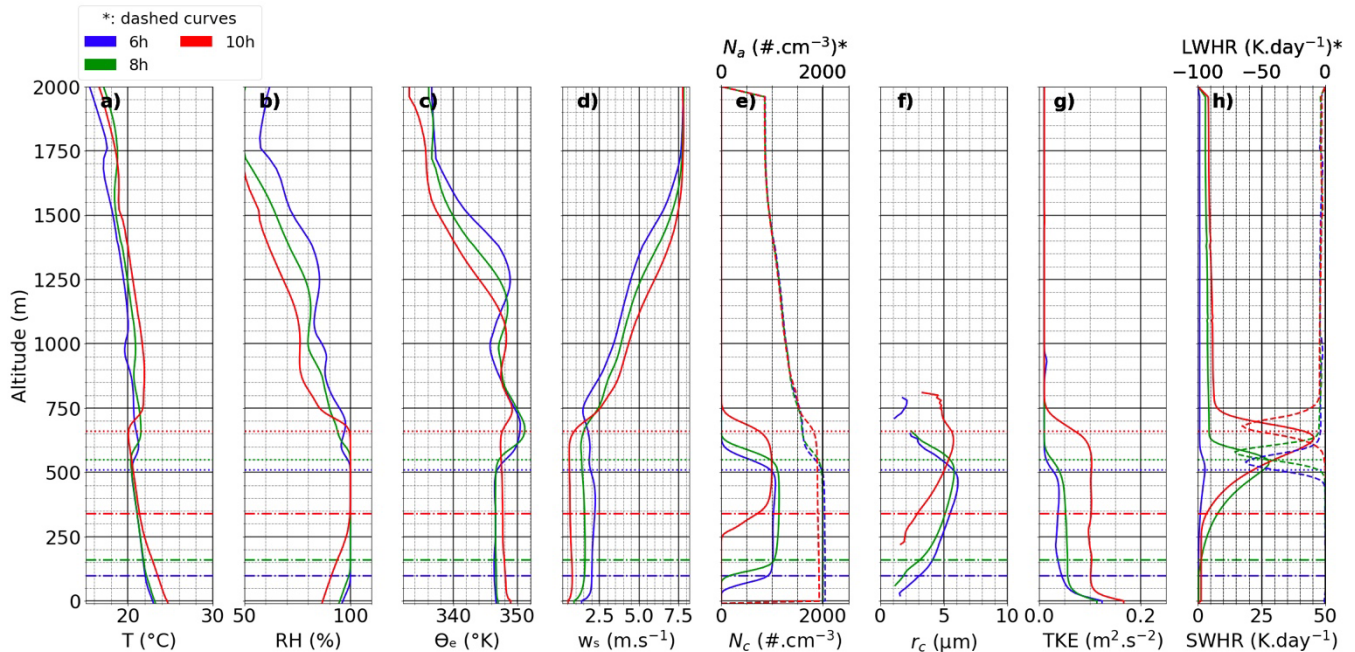 *: dashed curves
6h
10h
8h
N_a (#.cm⁻³)*
0
2000
LWHR (K.day⁻¹)*
−100
−50
0
2000
1750
1500
1250
1000
750
500
250
0
Altitude (m)
a)
b)
c)
d)
e)
f)
g)
h)
20
30
50
100
340
350
2.5
5.0
7.5
0
2000
0
5
10
0.0
0.2
0
25
50
T (°C)
RH (%)
Θₑ (°K)
wₛ (m.s⁻¹)
N_c (#.cm⁻³)
r_c (μm)
TKE (m².s⁻²)
SWHR (K.day⁻¹)